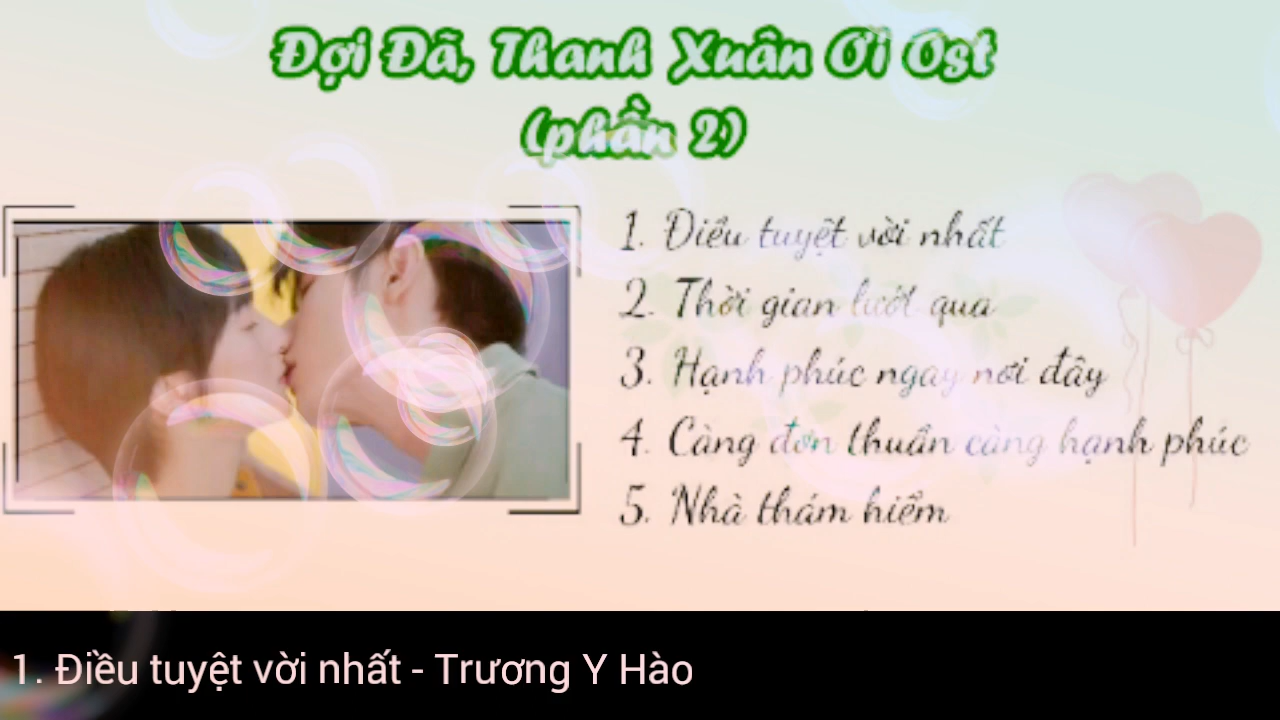 Đợi Đã, Thanh Xuân Ơi Ost
(phần 2)
1. Điều tuyệt vời nhất
2. Thời gian lướt qua
3. Hạnh phúc ngay nơi đây
4. Càng đơn thuần càng hạnh phúc
5. Nhà thám hiểm
1. Điều tuyệt vời nhất - Trương Y Hào